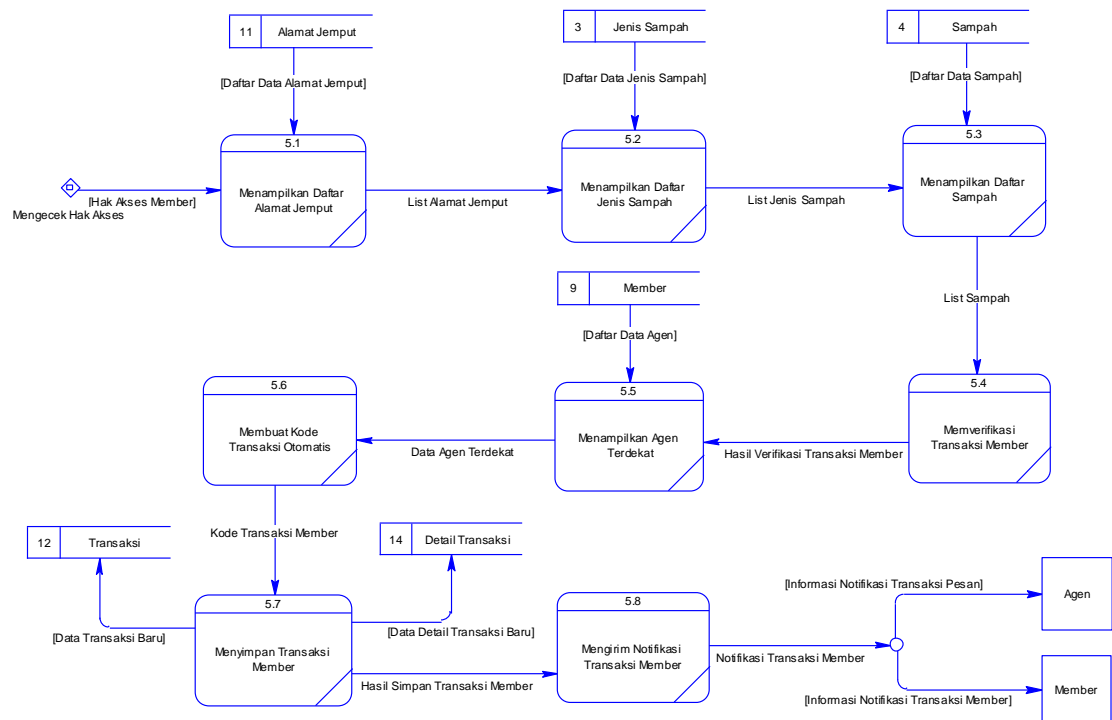 11 Alamat Jemput
3 Jenis Sampah
4 Sampah
[Daftar Data Alamat Jemput]
[Daftar Data Jenis Sampah]
[Daftar Data Sampah]
5.1
Menampilkan Daftar
Alamat Jemput
5.2
Menampilkan Daftar
Jenis Sampah
5.3
Menampilkan Daftar
Sampah
[Hak Akses Member]
Mengecek Hak Akses
List Alamat Jemput
List Jenis Sampah
List Sampah
9 Member
[Daftar Data Agen]
5.6
Membuat Kode
Transaksi Otomatis
5.5
Menampilkan Agen
Terdekat
5.4
Memverifikasi
Transaksi Member
Data Agen Terdekat
Hasil Verifikasi Transaksi Member
Kode Transaksi Member
12 Transaksi
14 Detail Transaksi
[Data Transaksi Baru]
5.7
Menyimpan Transaksi
Member
[Data Detail Transaksi Baru]
Hasil Simpan Transaksi Member
5.8
Mengirim Notifikasi
Transaksi Member
Notifikasi Transaksi Member
[Informasi Notifikasi Transaksi Pesan]
Agen
[Informasi Notifikasi Transaksi Member]
Member